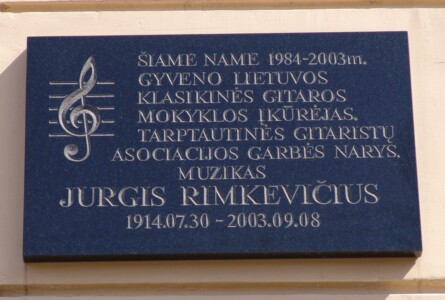 ŠIAME NAME 1984-2003m.
GYVENO LIETUVOS
KLASIKINĖS GITAROS
MOKYKLOS ĮKŪRĖJAS,
TARPTAUTINĖS GITARISTŲ
ASOCIACIJOS GARBĖS NARYS,
MUZIKAS
JURGIS RIMKEVIČIUS
1914.07.30 - 2003.09.08